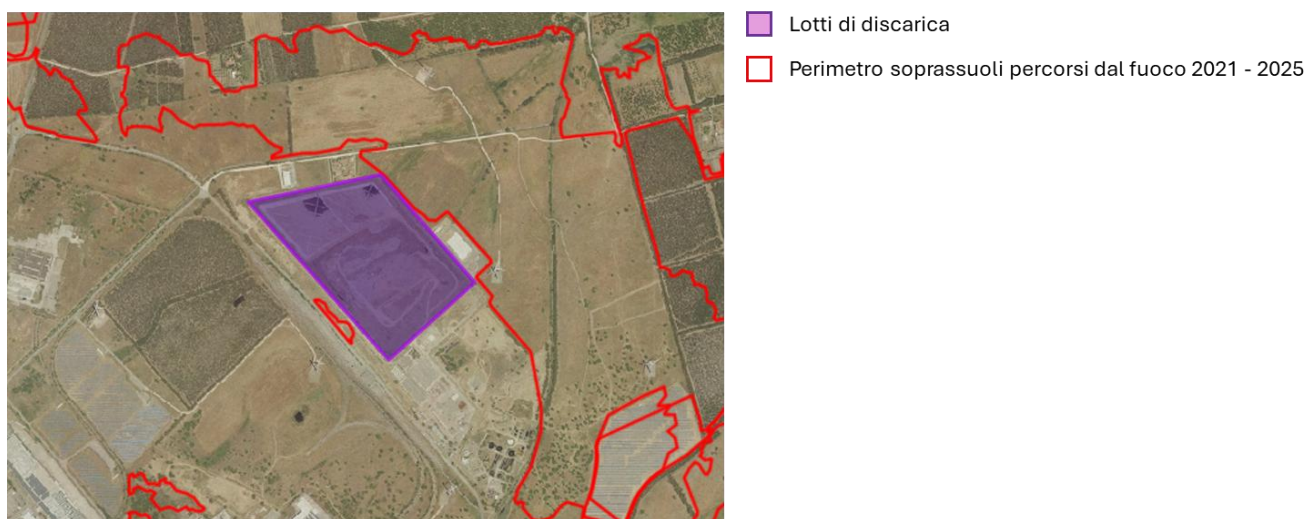 Lotti di discarica
Perimetro soprassuoli percorsi dal fuoco 2021 - 2025